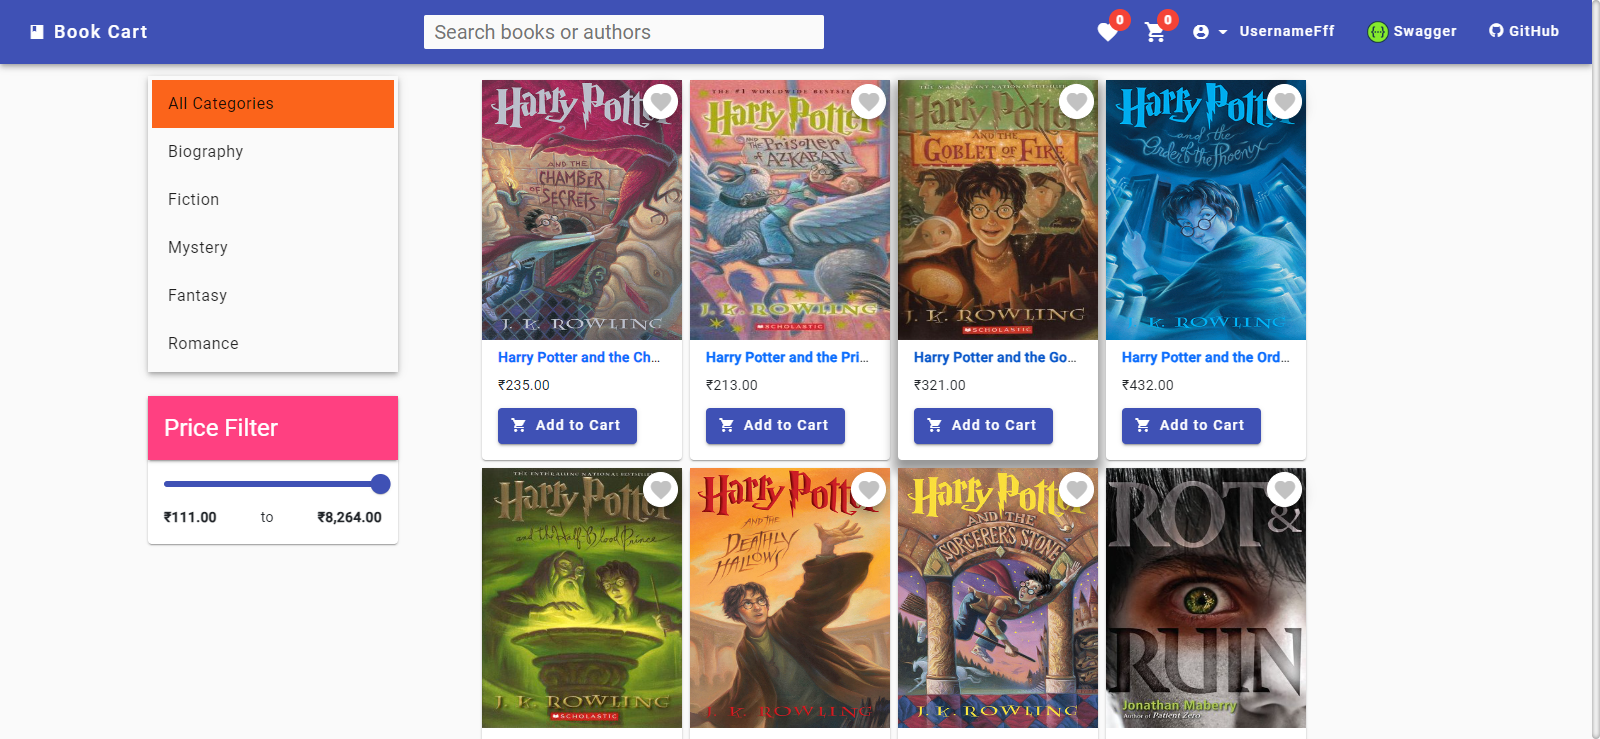 Book Cart
Search books or authors
0
0
UsernameFff
Swagger
GitHub
All Categories
Biography
Fiction
Mystery
Fantasy
Romance
Price Filter
₹111.00 to ₹8,264.00
Harry Potter
AND THE
CHAMBER
OF
SECRETS
J. K. ROWLING
Harry Potter and the Ch...
₹235.00
Add to Cart
THE #1 WORLDWIDE BESTSELLER
Harry Potter
AND THE
Prisoner
of
AZKABAN
J. K. ROWLING
SCHOLASTIC
Harry Potter and the Pri...
₹213.00
Add to Cart
Harry Potter
AND THE
GOBLET OF FIRE
J. K. ROWLING
SCHOLASTIC
Harry Potter and the Go...
₹321.00
Add to Cart
Harry Potter
and the
Order of the Phoenix
J. K. ROWLING
Harry Potter and the Ord...
₹432.00
Add to Cart
Harry Potter
and the Half-Blood Prince
J. K. ROWLING
SCHOLASTIC
Harry Potter
AND THE
DEATHLY
HALLOWS
J. K. ROWLING
Harry Potter
AND THE
SORCERER'S STONE
J. K. ROWLING
ROT
&
RUIN
Jonathan Maberry
Author of Patient Zero